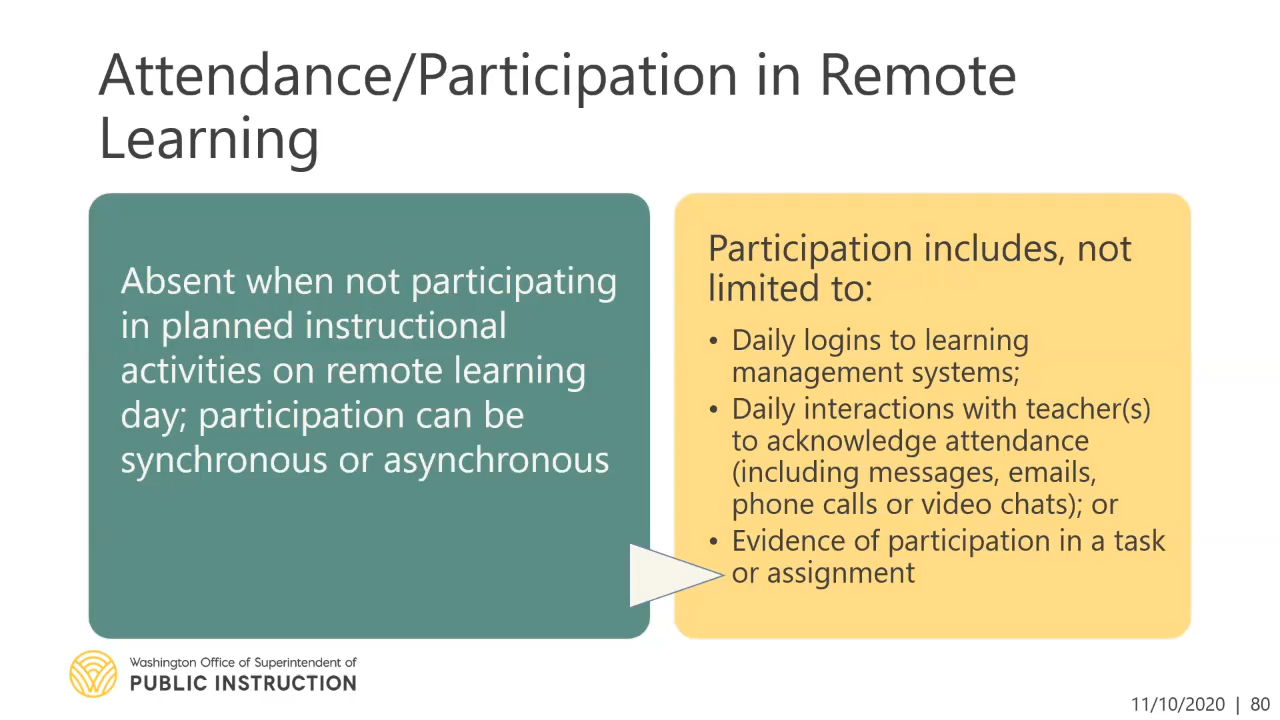 Attendance/Participation in Remote
Learning
Absent when not participating
in planned instructional
activities on remote learning
day; participation can be
synchronous or asynchronous
Participation includes, not
limited to:
• Daily logins to learning
management systems;
• Daily interactions with teacher(s)
to acknowledge attendance
(including messages, emails,
phone calls or video chats); or
• Evidence of participation in a task
or assignment
Washington Office of Superintendent of
PUBLIC INSTRUCTION
11/10/2020 | 80